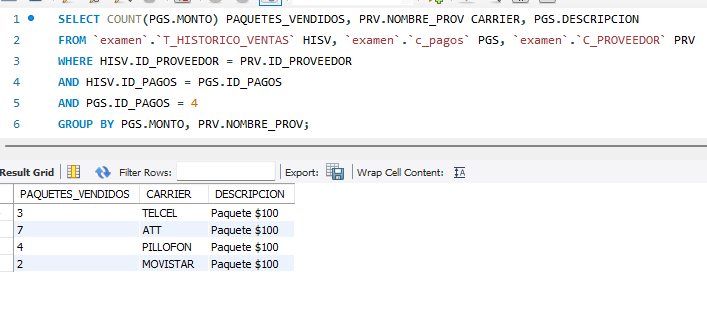 1 SELECT COUNT(PGS.MONTO) PAQUETES_VENDIDOS, PRV.NOMBRE_PROV CARRIER, PGS.DESCRIPCION
2 FROM `examen`.`T_HISTORICO_VENTAS` HISV, `examen`.`c_pagos` PGS, `examen`.`C_PROVEEDOR` PRV
3 WHERE HISV.ID_PROVEEDOR = PRV.ID_PROVEEDOR
4 AND HISV.ID_PAGOS = PGS.ID_PAGOS
5 AND PGS.ID_PAGOS = 4
6 GROUP BY PGS.MONTO, PRV.NOMBRE_PROV;
Result Grid Filter Rows: Export: Wrap Cell Content:
PAQUETES_VENDIDOS CARRIER DESCRIPCION
3 TELCEL Paquete $100
7 ATT Paquete $100
4 PILLOFON Paquete $100
2 MOVISTAR Paquete $100